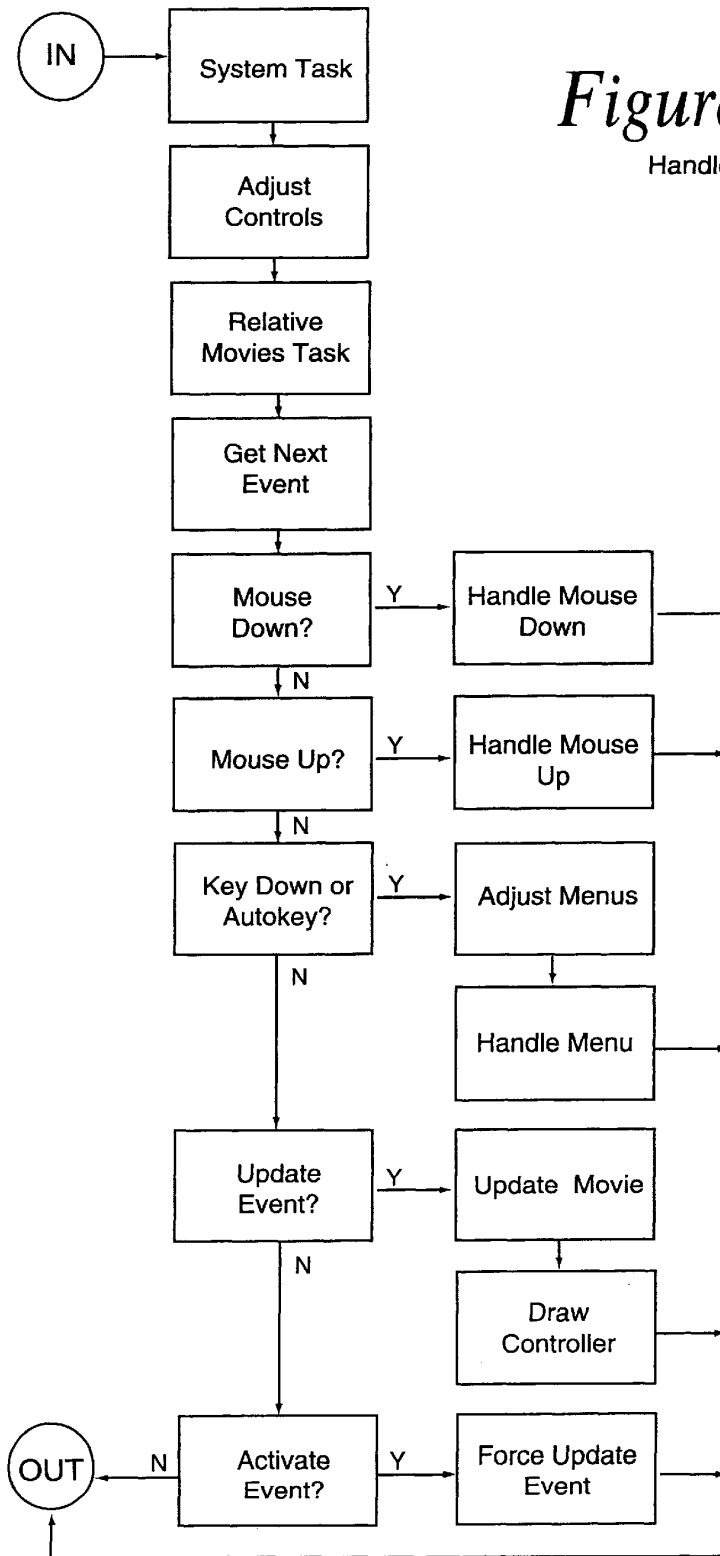 IN
System Task
Figure
Handle
Adjust
Controls
Relative
Movies Task
Get Next
Event
Mouse
Down?
Y
Handle Mouse
Down
N
Mouse Up?
Y
Handle Mouse
Up
N
Key Down or
Autokey?
Y
Adjust Menus
N
Handle Menu
Update
Event?
Y
Update Movie
N
Draw
Controller
OUT
N
Activate
Event?
Y
Force Update
Event